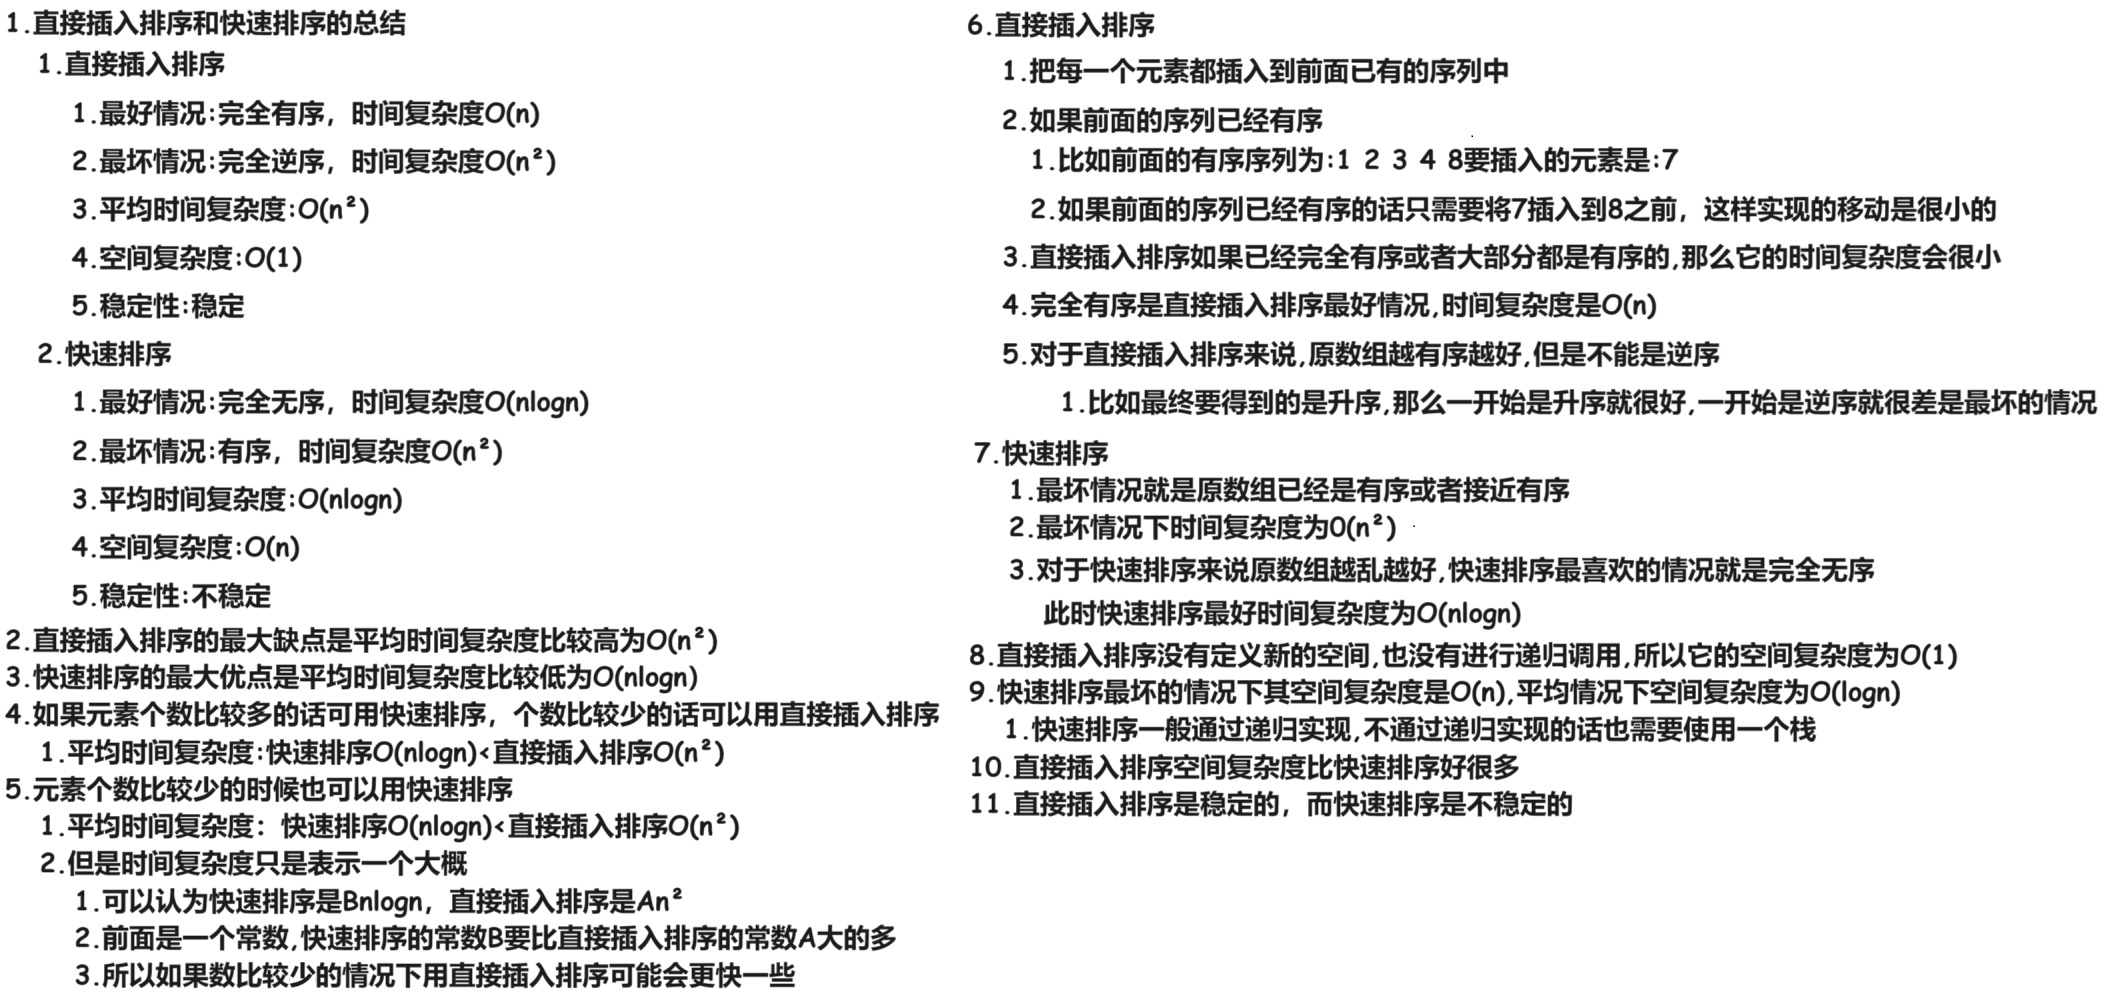 1.直接插入排序和快速排序的总结
1.直接插入排序
1.最好情况:完全有序，时间复杂度O(n)
2.最坏情况:完全逆序，时间复杂度O(n²)
3.平均时间复杂度:O(n²)
4.空间复杂度:O(1)
5.稳定性:稳定
2.快速排序
1.最好情况:完全无序，时间复杂度O(nlogn)
2.最坏情况:有序，时间复杂度O(n²)
3.平均时间复杂度:O(nlogn)
4.空间复杂度:O(n)
5.稳定性:不稳定
2.直接插入排序的最大缺点是平均时间复杂度比较高为O(n²)
3.快速排序的最大优点是平均时间复杂度比较低为O(nlogn)
4.如果元素个数比较多的话可用快速排序，个数比较少的话可以用直接插入排序
1.平均时间复杂度:快速排序O(nlogn)<直接插入排序O(n²)
5.元素个数比较少的时候也可以用快速排序
1.平均时间复杂度：快速排序O(nlogn)<直接插入排序O(n²)
2.但是时间复杂度只是表示一个大概
1.可以认为快速排序是Bnlogn，直接插入排序是An²
2.前面是一个常数,快速排序的常数B要比直接插入排序的常数A大的多
3.所以如果数比较少的情况下用直接插入排序可能会更快一些
6.直接插入排序
1.把每一个元素都插入到前面已有的序列中
2.如果前面的序列已经有序
1.比如前面的有序序列为:1 2 3 4 8要插入的元素是:7
2.如果前面的序列已经有序的话只需要将7插入到8之前，这样实现的移动是很小的
3.直接插入排序如果已经完全有序或者大部分都是有序的,那么它的时间复杂度会很小
4.完全有序是直接插入排序最好情况,时间复杂度是O(n)
5.对于直接插入排序来说,原数组越有序越好,但是不能是逆序
1.比如最终要得到的是升序,那么一开始是升序就很好,一开始是逆序就很差是最坏的情况
7.快速排序
1.最坏情况就是原数组已经是有序或者接近有序
2.最坏情况下时间复杂度为0(n²)
3.对于快速排序来说原数组越乱越好,快速排序最喜欢的情况就是完全无序
此时快速排序最好时间复杂度为O(nlogn)
8.直接插入排序没有定义新的空间,也没有进行递归调用,所以它的空间复杂度为O(1)
9.快速排序最坏的情况下其空间复杂度是O(n),平均情况下空间复杂度为O(logn)
1.快速排序一般通过递归实现,不通过递归实现的话也需要使用一个栈
10.直接插入排序空间复杂度比快速排序好很多
11.直接插入排序是稳定的，而快速排序是不稳定的